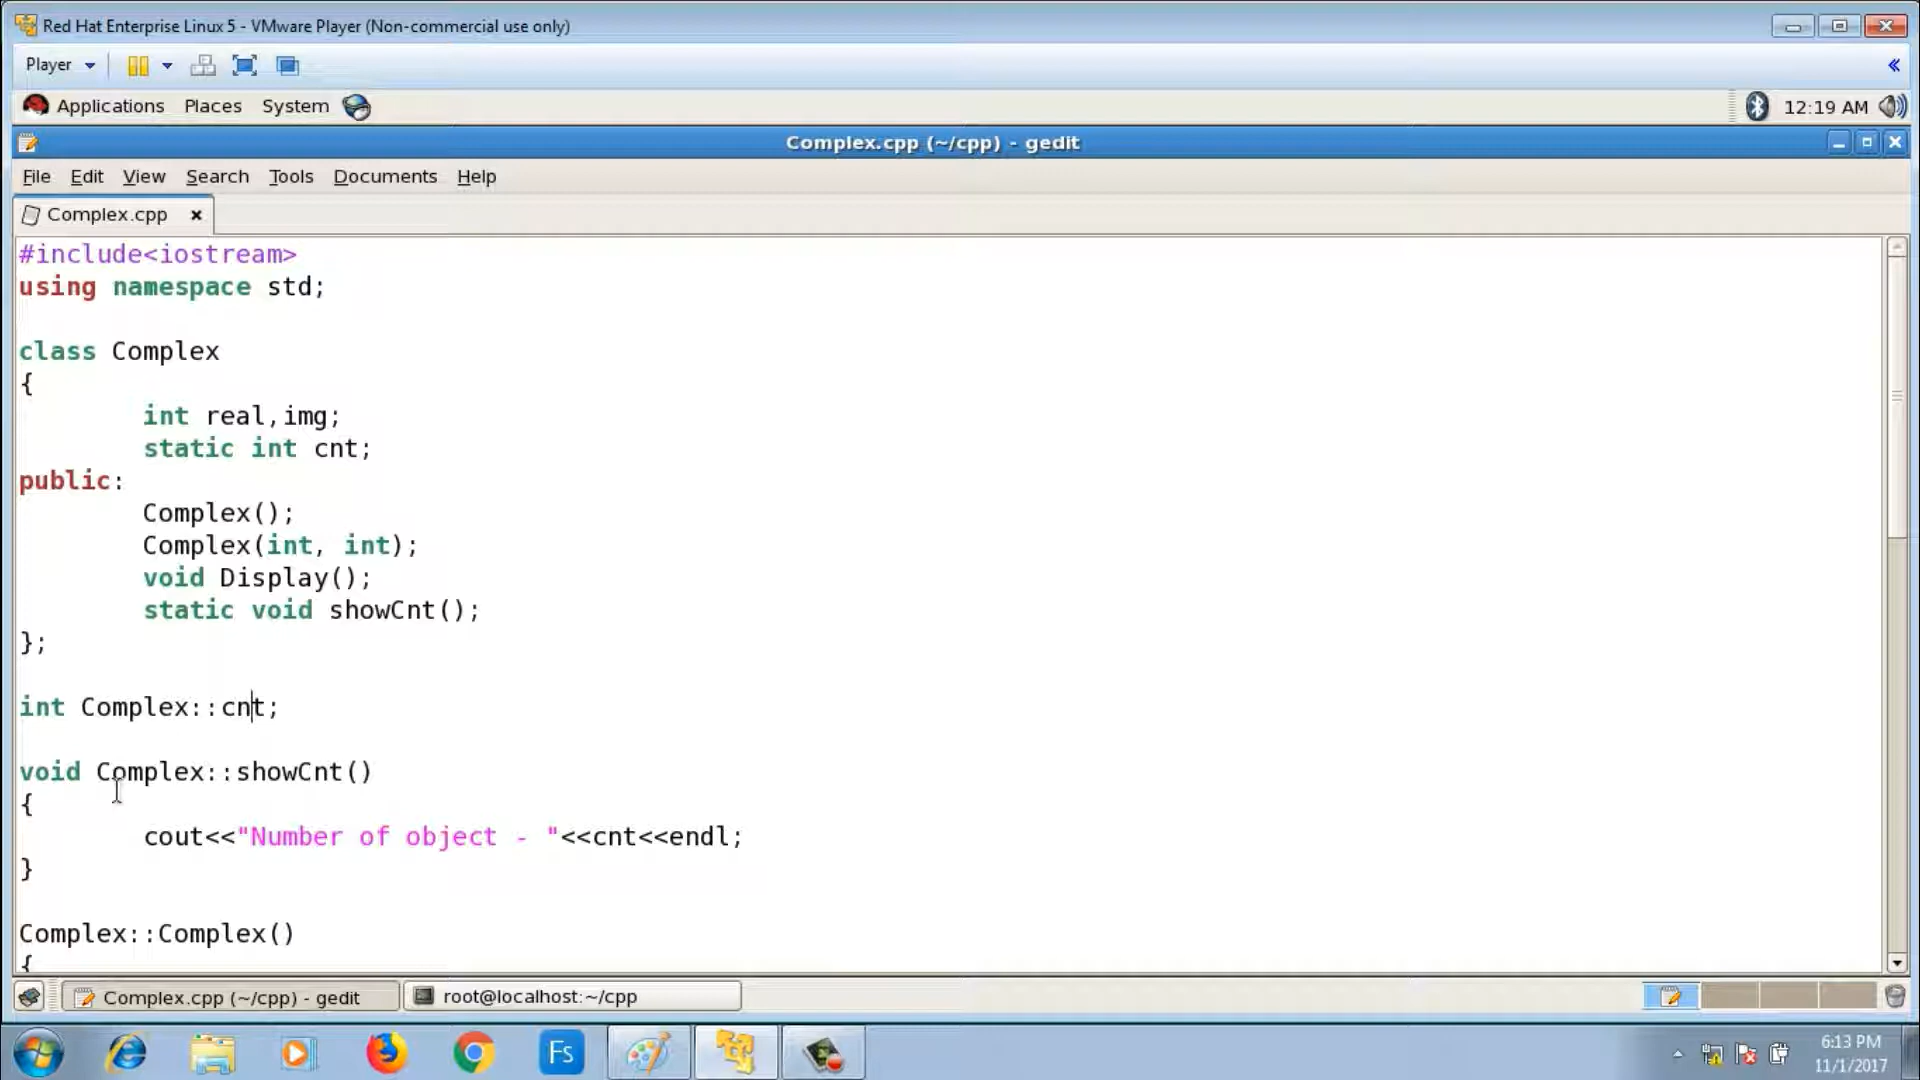 Red Hat Enterprise Linux 5 - VMware Player (Non-commercial use only)
Player
«
Applications Places System
12:19 AM
Complex.cpp (~/cpp) - gedit
File Edit View Search Tools Documents Help
Complex.cpp
#include<iostream>
using namespace std;
class Complex
{
int real,img;
static int cnt;
public:
Complex();
Complex(int, int);
void Display();
static void showCnt();
};
int Complex::cnt;
void Complex::showCnt()
{
cout<<"Number of object - "<<cnt<<endl;
}
Complex::Complex()
{
Complex.cpp (~/cpp) - gedit
root@localhost:~/cpp
Fs
6:13 PM
11/1/2017